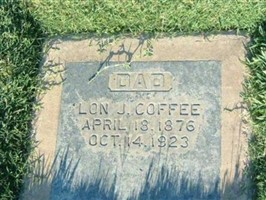 DAD
LON J. COFFEE
APRIL 18, 1876
OCT. 14, 1923